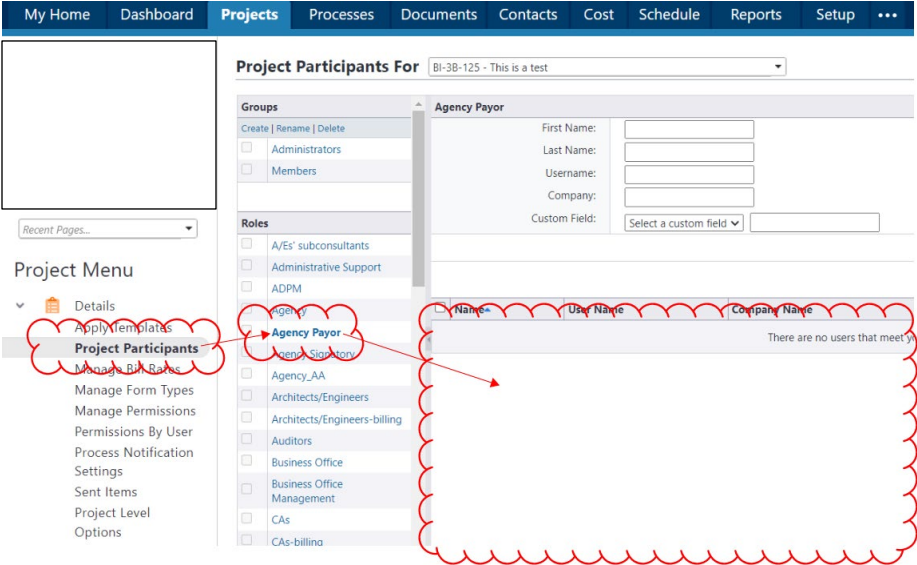 My Home Dashboard Projects Processes Documents Contacts Cost Schedule Reports Setup •••
Project Participants For BI-3B-125 - This is a test
Recent Pages...
Project Menu
Details
Apply Templates
Project Participants
Manage Bill Rates
Manage Form Types
Manage Permissions
Permissions By User
Process Notification
Settings
Sent Items
Project Level
Options
Groups
Create | Rename | Delete
Administrators
Members
Roles
A/Es' subconsultants
Administrative Support
ADPM
Agency
Agency Payor
Agency Signatory
Agency_AA
Architects/Engineers
Architects/Engineers-billing
Auditors
Business Office
Business Office
Management
CAs
CAs-billing
Agency Payor
First Name:
Last Name:
Username:
Company:
Custom Field: Select a custom field
Name User Name Company Name
There are no users that meet